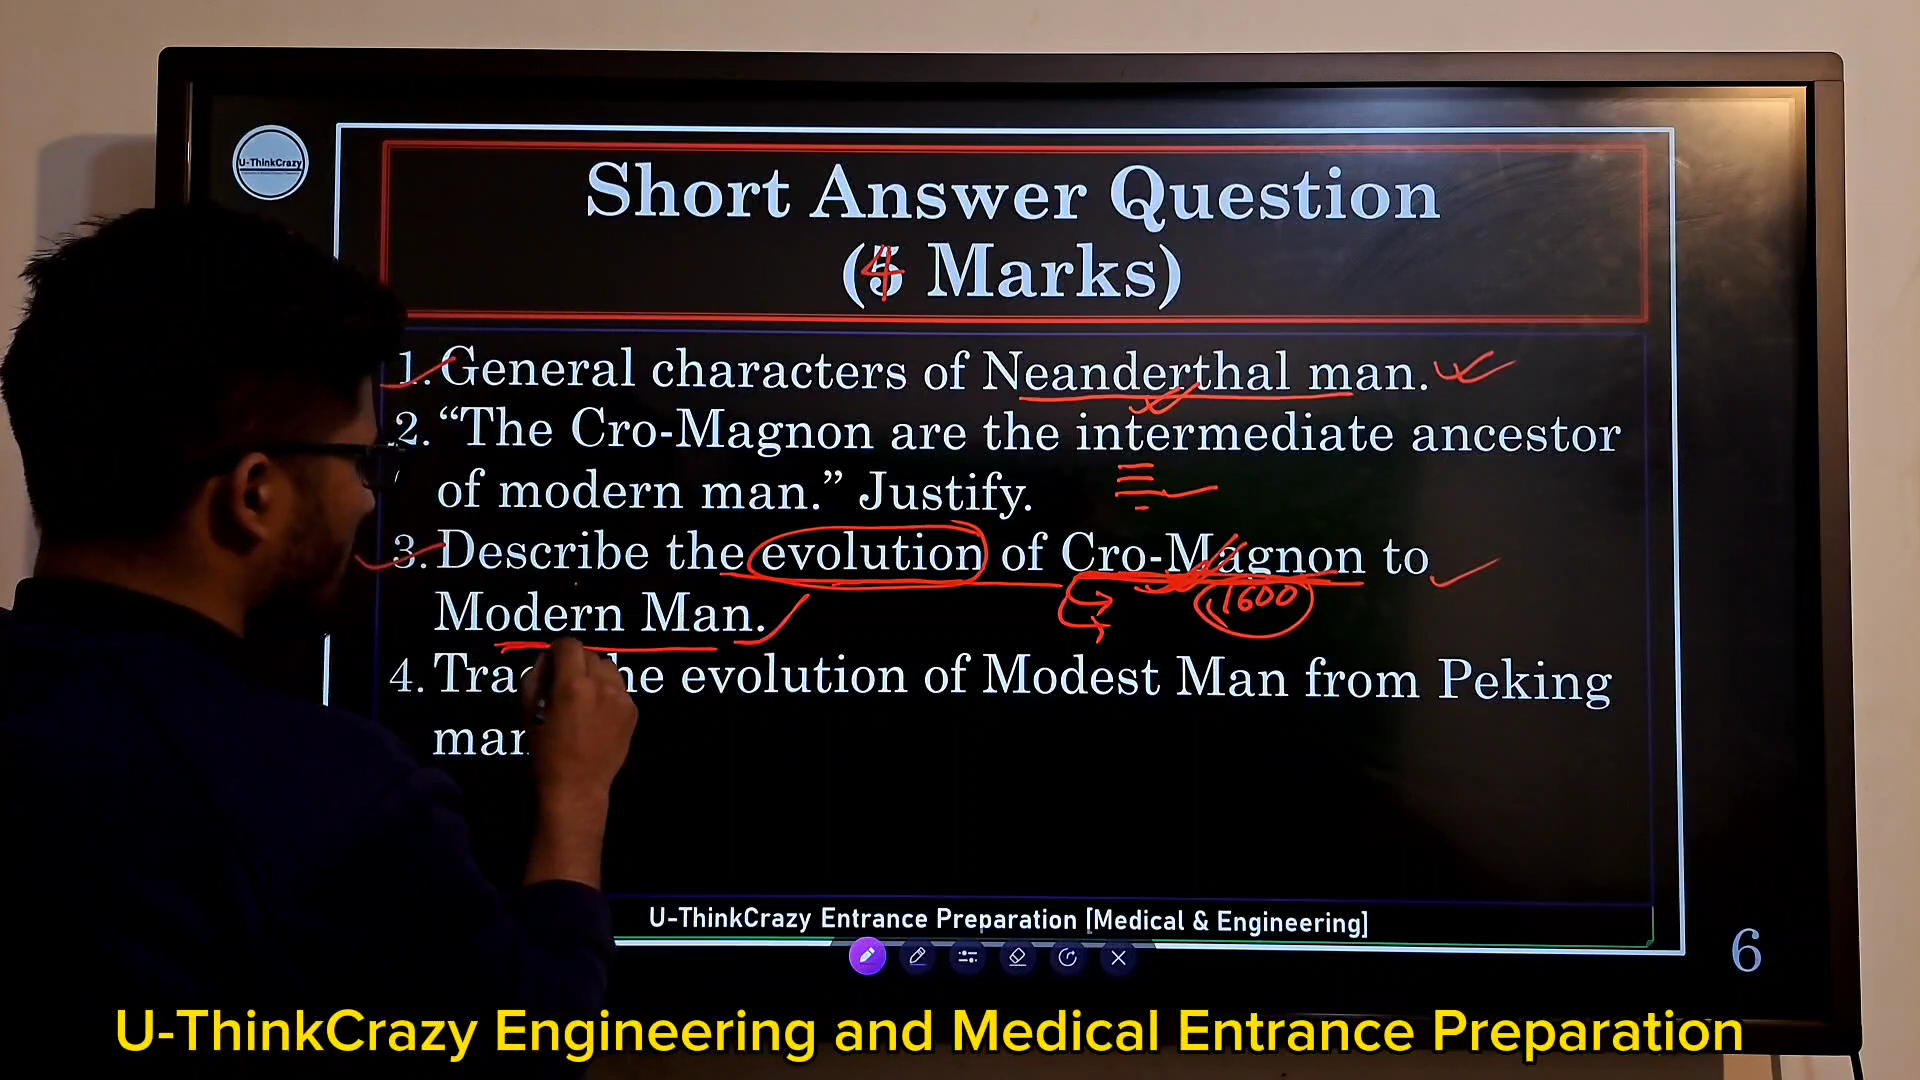 U-ThinkCrazy
Short Answer Question
(4 Marks)
1. General characters of Neanderthal man.
2. “The Cro-Magnon are the intermediate ancestor
of modern man.” Justify.
3. Describe the evolution of Cro-Magnon to
1600
Modern Man.
4. the evolution of Modest Man from Peking
U-ThinkCrazy Entrance Preparation [Medical & Engineering]
6
U-ThinkCrazy Engineering and Medical Entrance Preparation